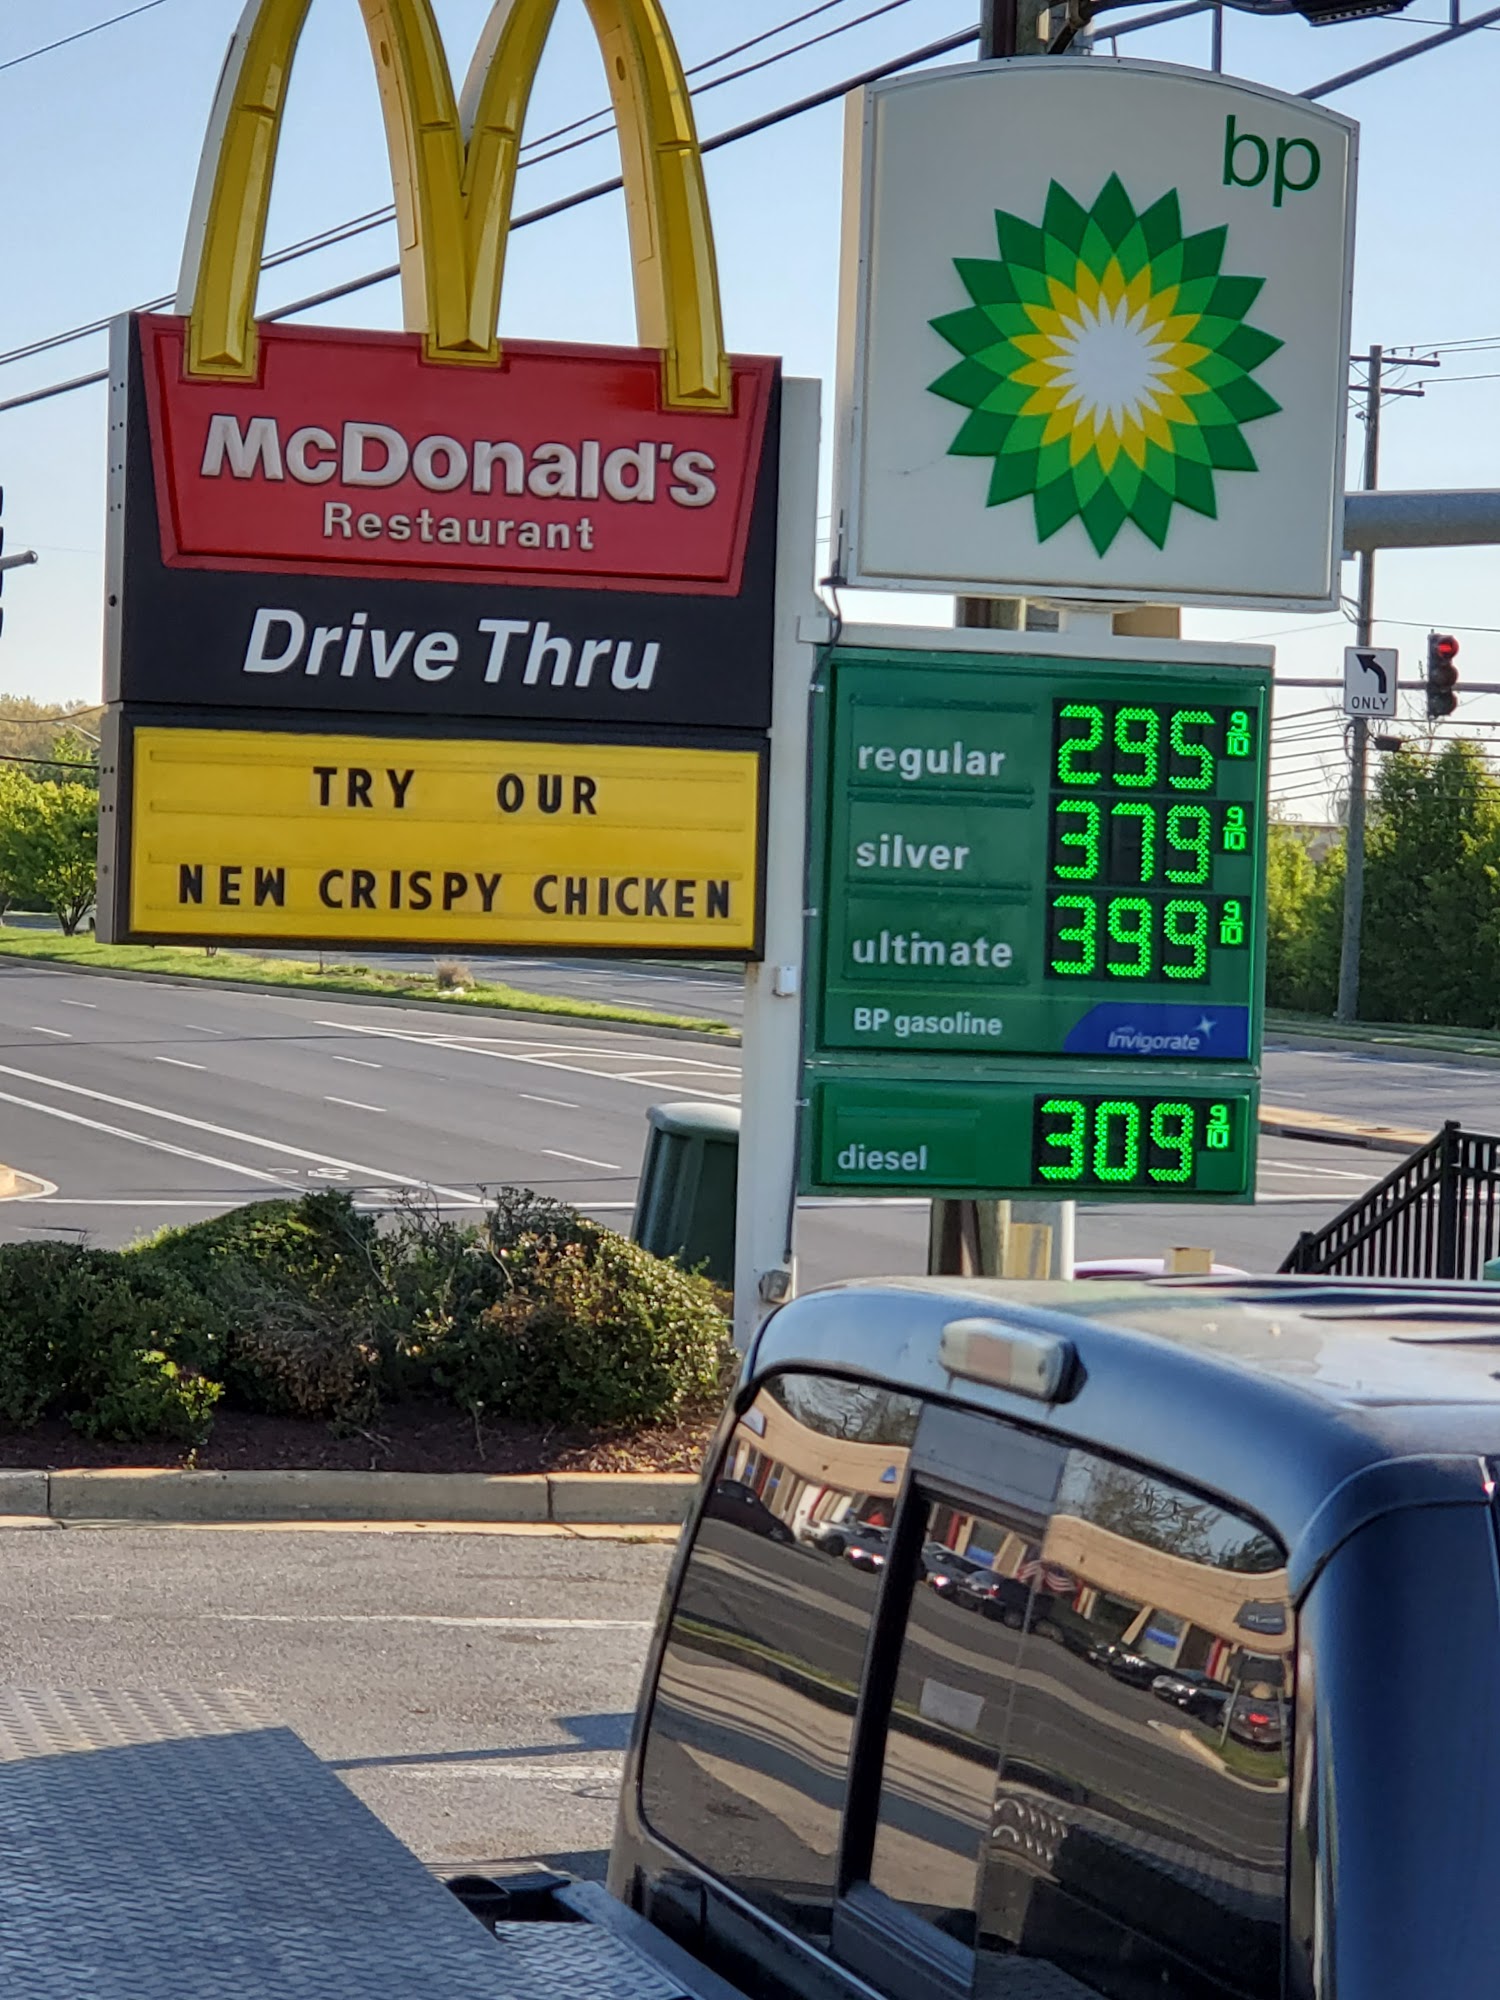 McDonald's
Restaurant
Drive Thru
TRY OUR
NEW CRISPY CHICKEN
bp
regular 295 9/10
silver 379 9/10
ultimate 399 9/10
BP gasoline with Invigorate
diesel 309 9/10
ONLY